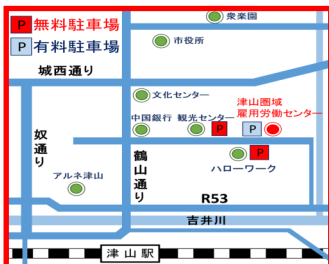 衆楽園
P 無料駐車場
市役所
P 有料駐車場
城西通り
文化センター
津山圏域
雇用労働センター
中国銀行 観光センター
P
P
奴通り
鶴山通り
P
ハローワーク
アルネ津山
R53
吉井川
津山駅